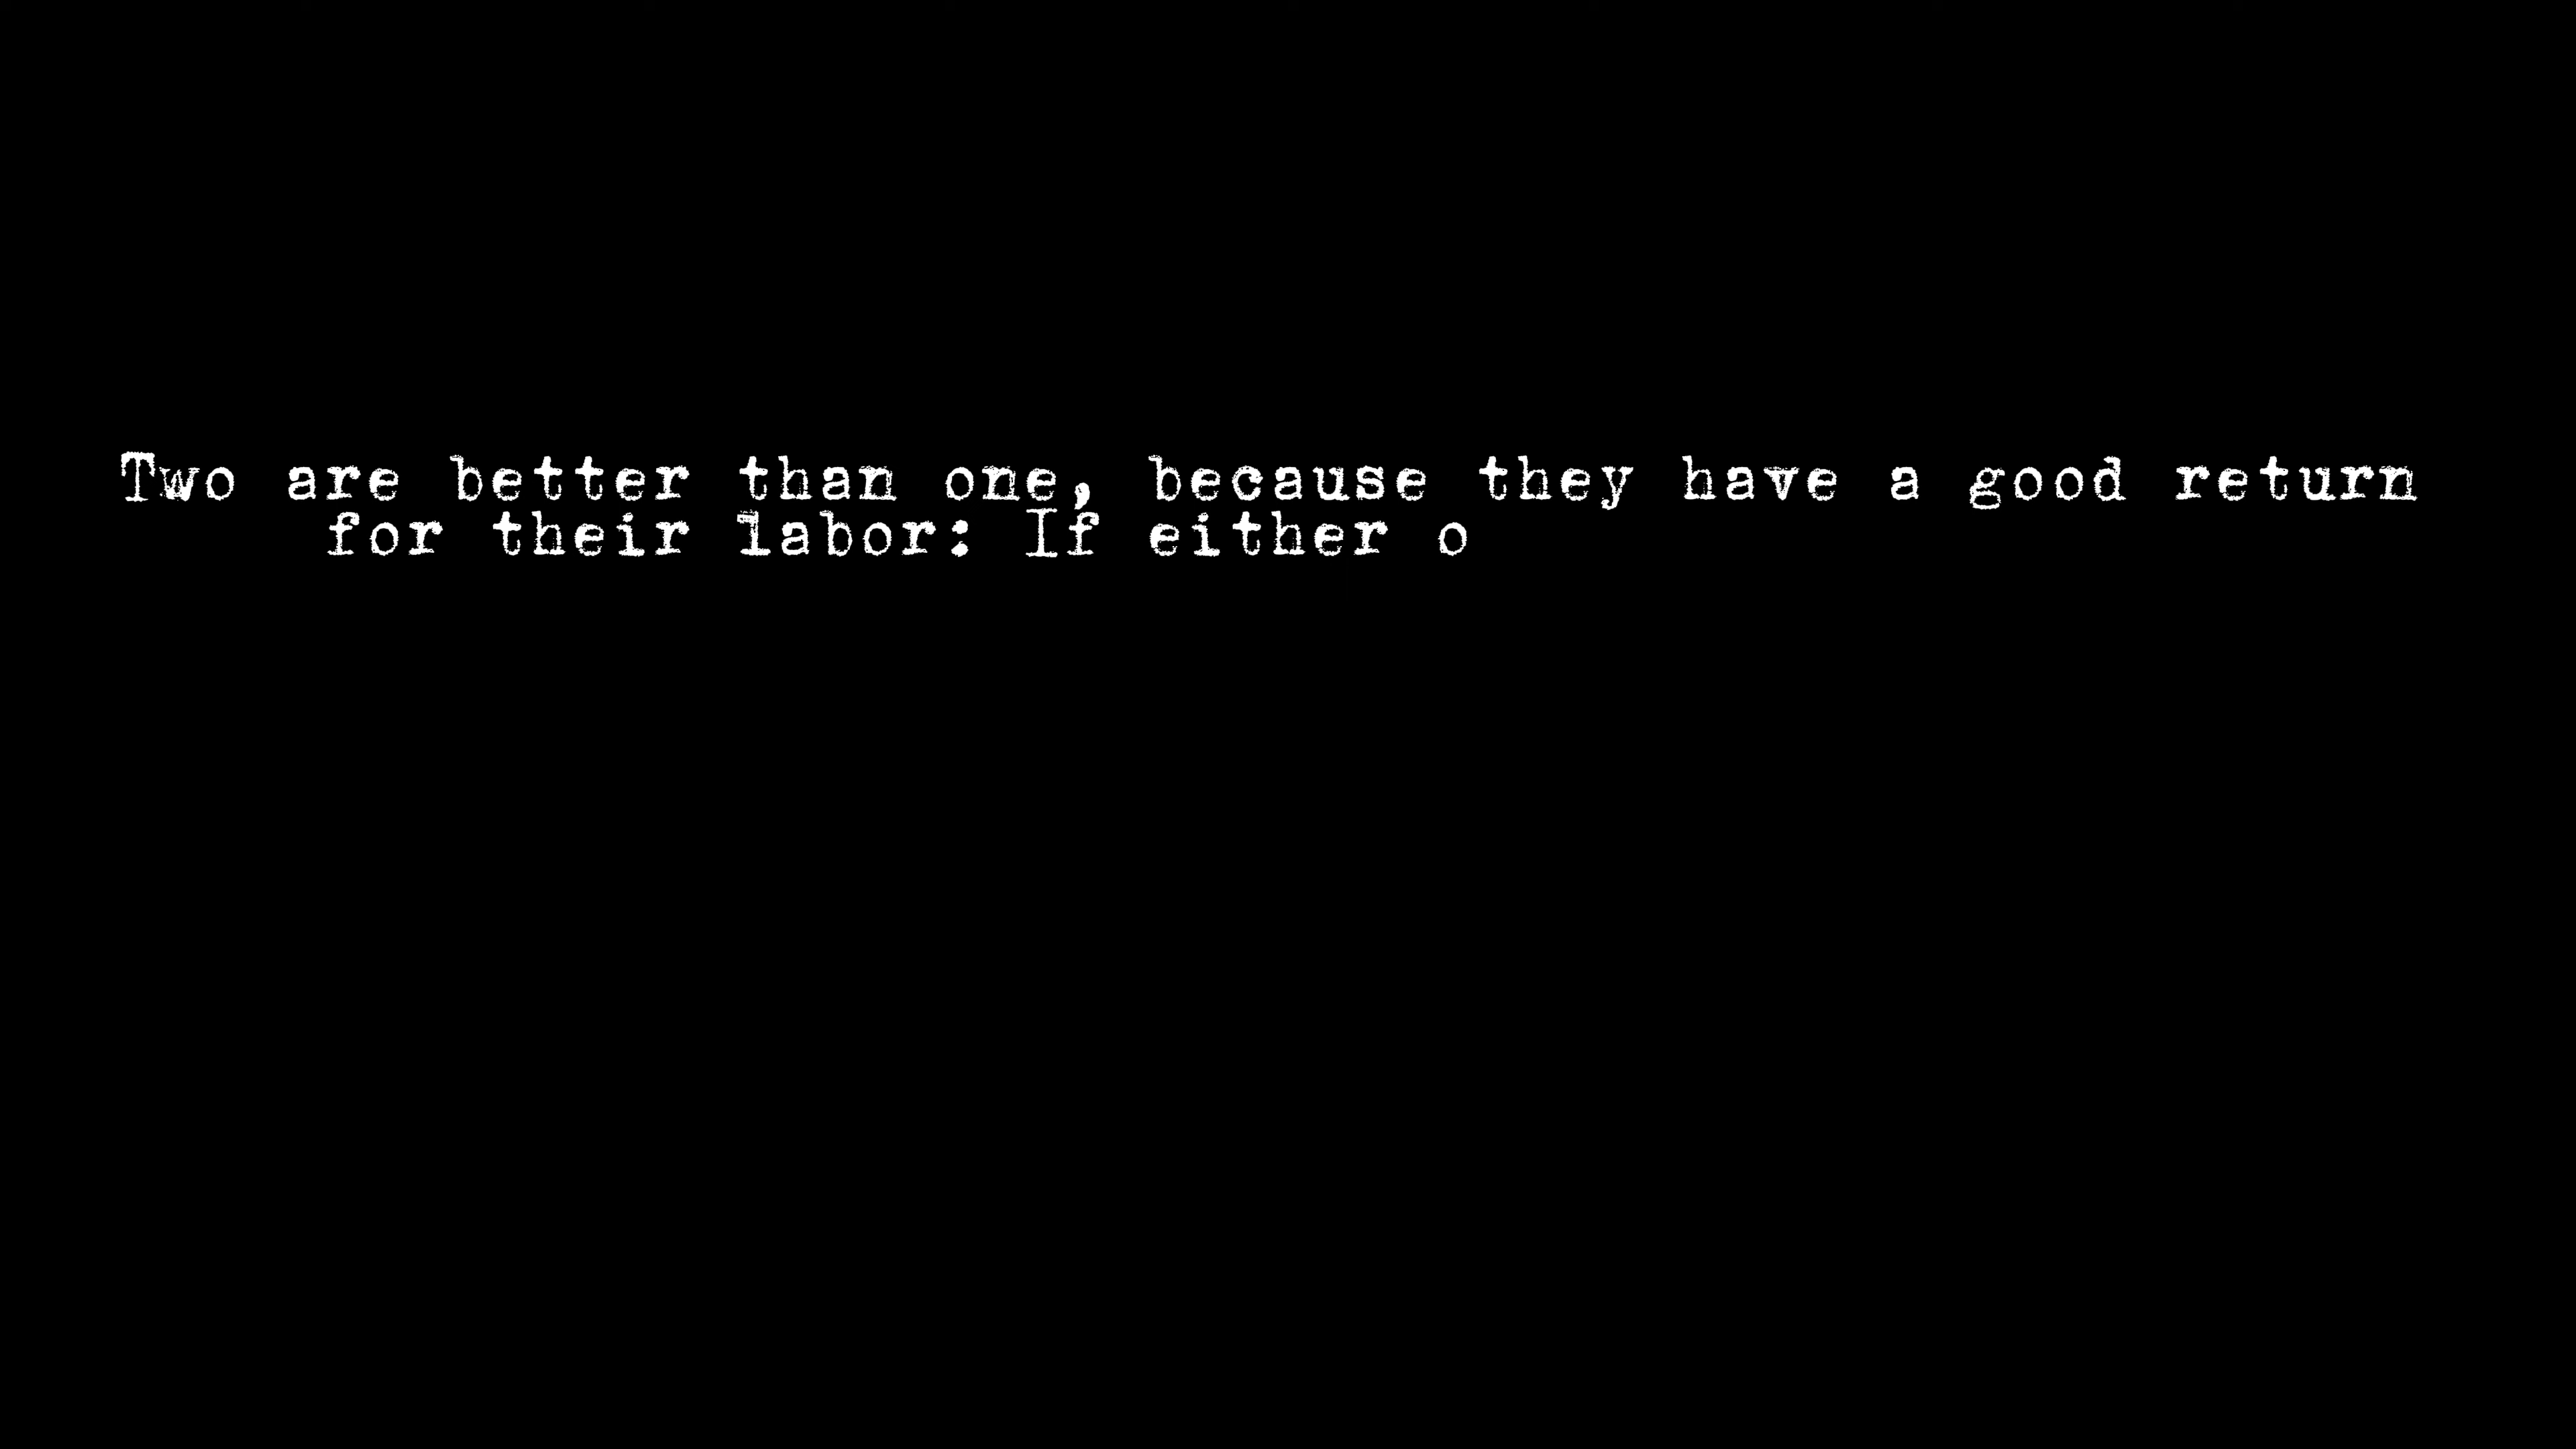 Two are better than one, because they have a good return
for their labor: If either o